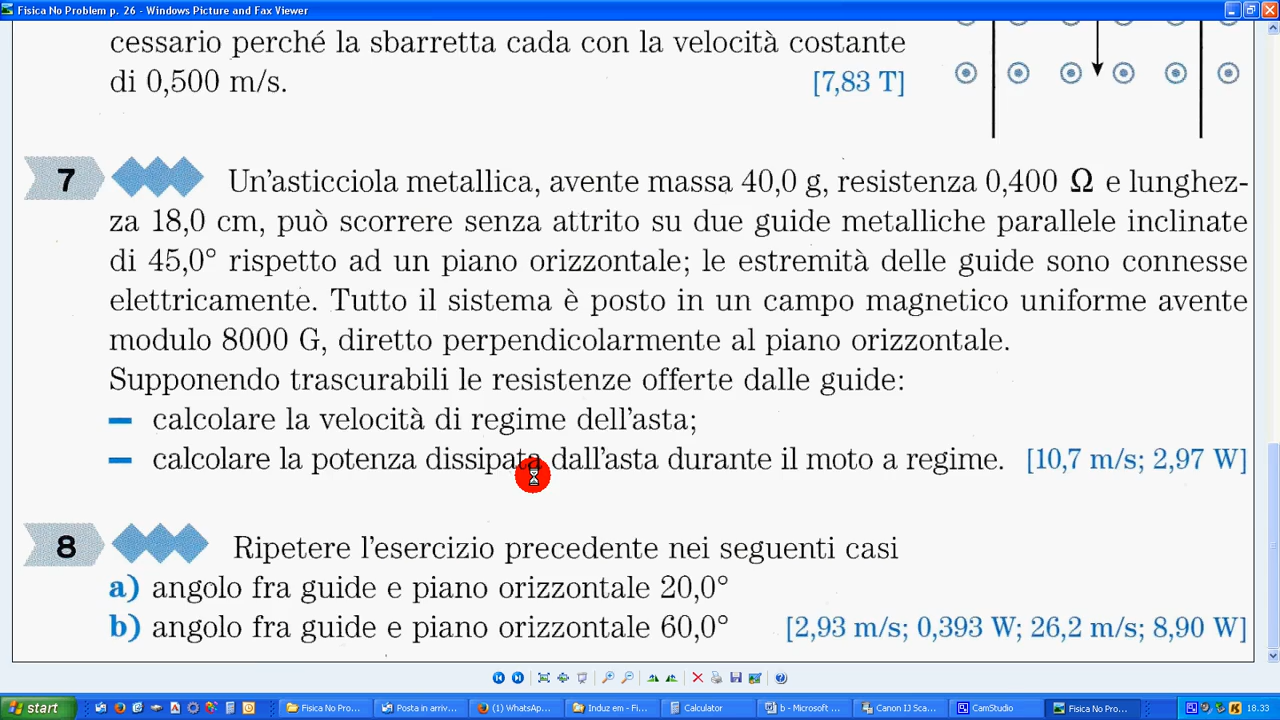 Fisica No Problem p. 26 - Windows Picture and Fax Viewer
cessario perché la sbarretta cada con la velocità costante
di 0,500 m/s. [7,83 T]
7 Un'asticciola metallica, avente massa 40,0 g, resistenza 0,400 Ω e lunghez-
za 18,0 cm, può scorrere senza attrito su due guide metalliche parallele inclinate
di 45,0° rispetto ad un piano orizzontale; le estremità delle guide sono connesse
elettricamente. Tutto il sistema è posto in un campo magnetico uniforme avente
modulo 8000 G, diretto perpendicolarmente al piano orizzontale.
Supponendo trascurabili le resistenze offerte dalle guide:
– calcolare la velocità di regime dell'asta;
– calcolare la potenza dissipata dall'asta durante il moto a regime. [10,7 m/s; 2,97 W]
8 Ripetere l'esercizio precedente nei seguenti casi
a) angolo fra guide e piano orizzontale 20,0°
b) angolo fra guide e piano orizzontale 60,0° [2,93 m/s; 0,393 W; 26,2 m/s; 8,90 W]
start Fisica No Pro... Posta in arriv... (1) WhatsApp... Induz em - Fi... Calculator b - Microsoft ... Canon IJ Sca... CamStudio Fisica No Pro... 18.33